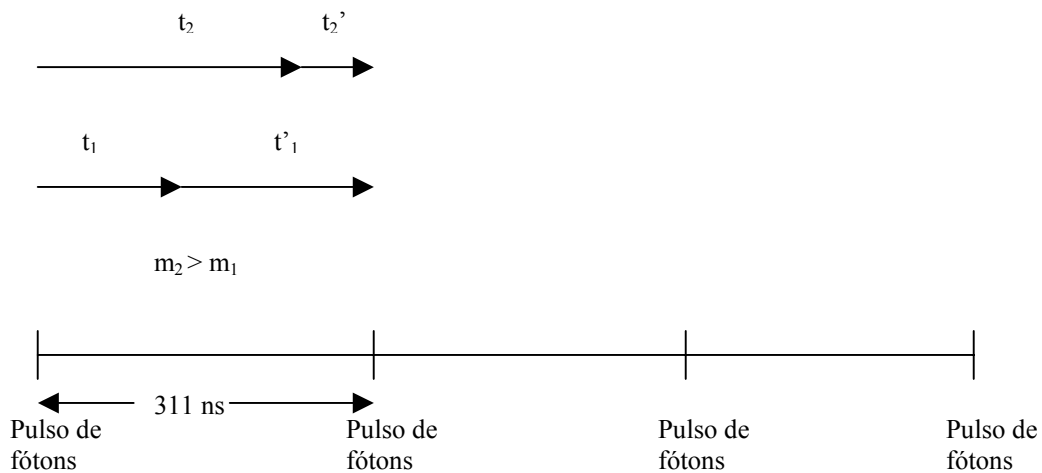 t₂ t₂’
t₁ t’₁
m₂ > m₁
311 ns
Pulso de fótons
Pulso de fótons
Pulso de fótons
Pulso de fótons